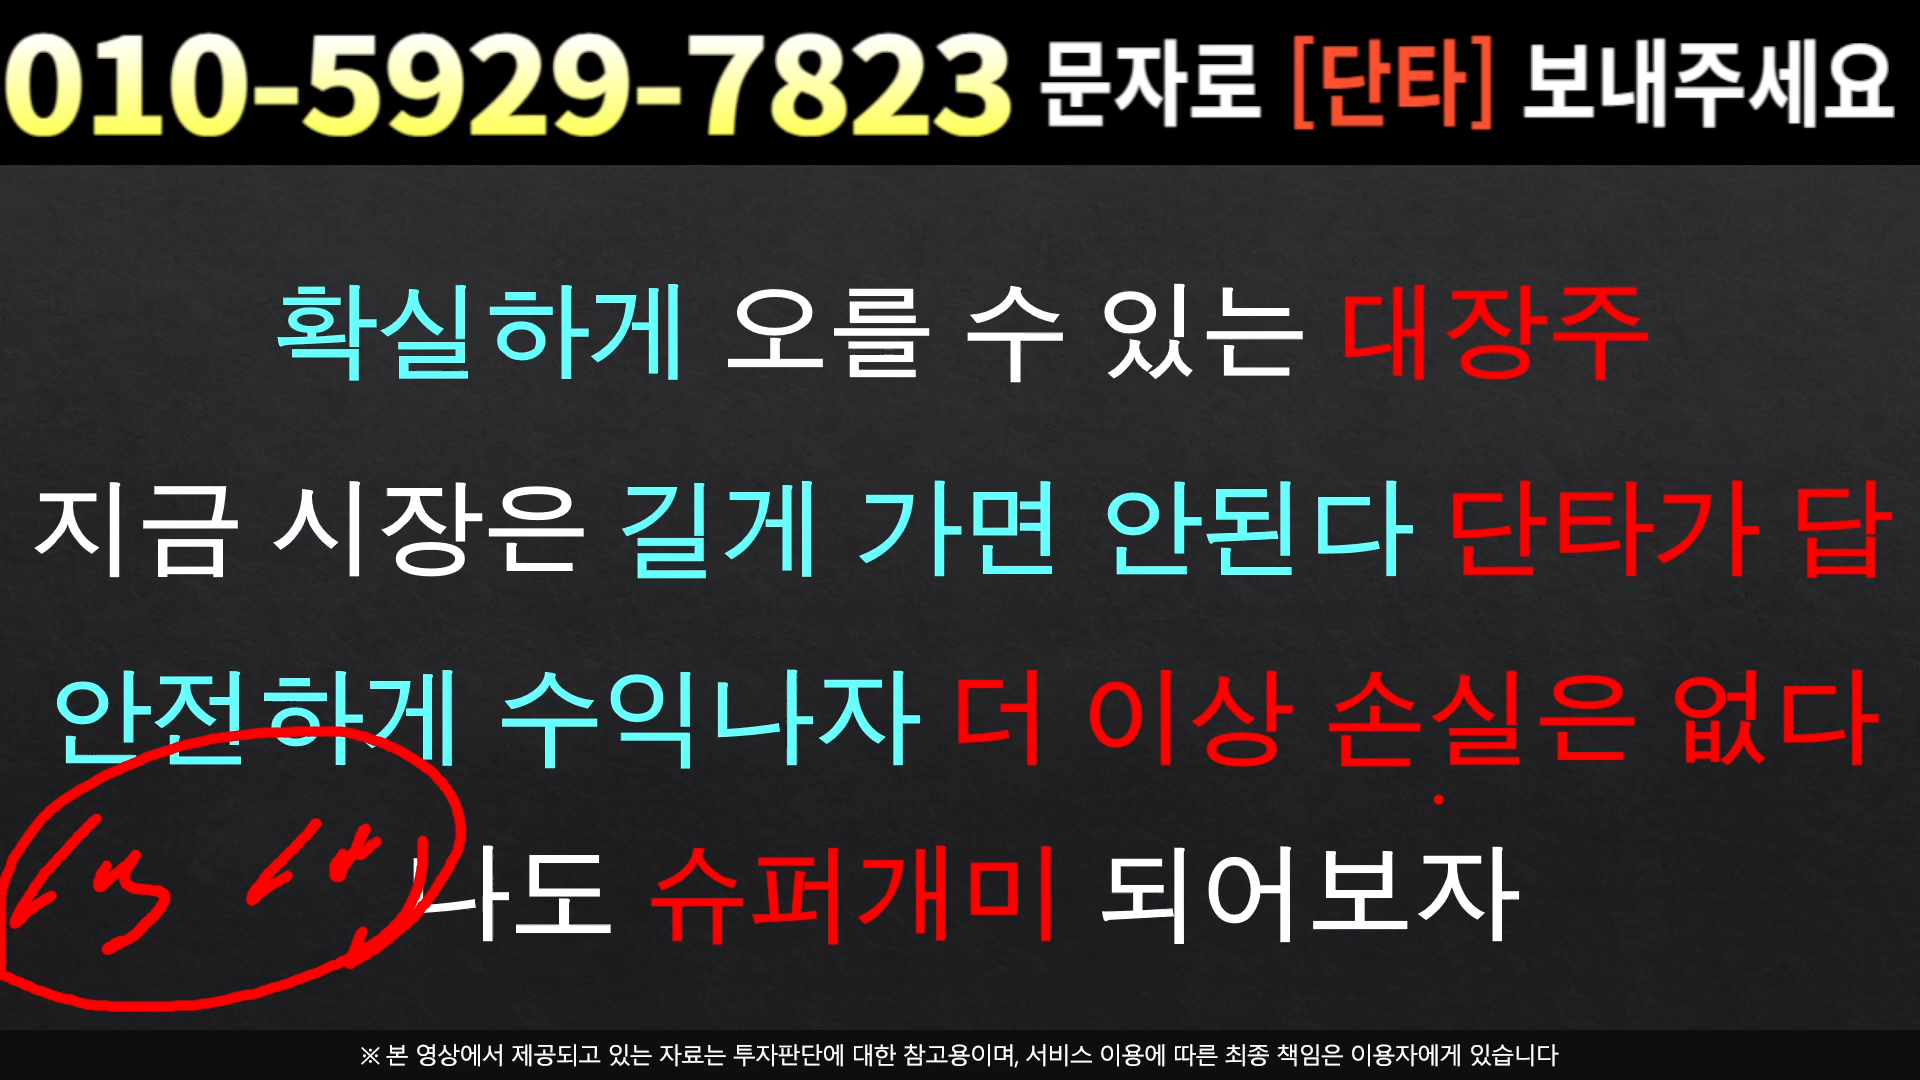 010-5929-7823 문자로 [단타] 보내주세요
확실하게 오를 수 있는 대장주
지금 시장은 길게 가면 안된다 단타가 답
안전하게 수익나자 더 이상 손실은 없다
나도 슈퍼개미 되어보자
※ 본 영상에서 제공되고 있는 자료는 투자판단에 대한 참고용이며, 서비스 이용에 따른 최종 책임은 이용자에게 있습니다